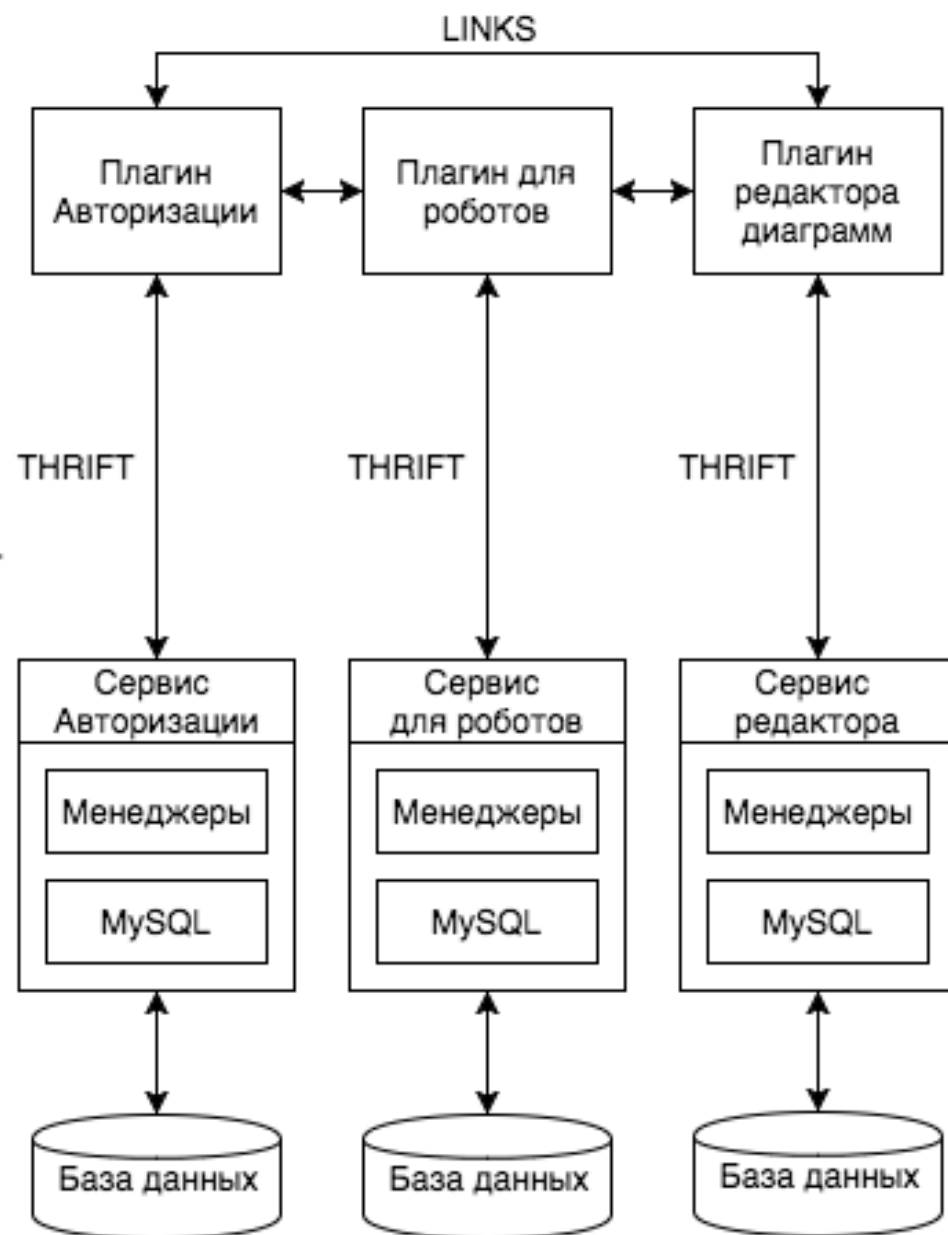 LINKS
Плагин
Авторизации
Плагин для
роботов
Плагин
редактора
диаграмм
THRIFT
THRIFT
THRIFT
Сервис
Авторизации
Сервис
для роботов
Сервис
редактора
Менеджеры
Менеджеры
Менеджеры
MySQL
MySQL
MySQL
База данных
База данных
База данных